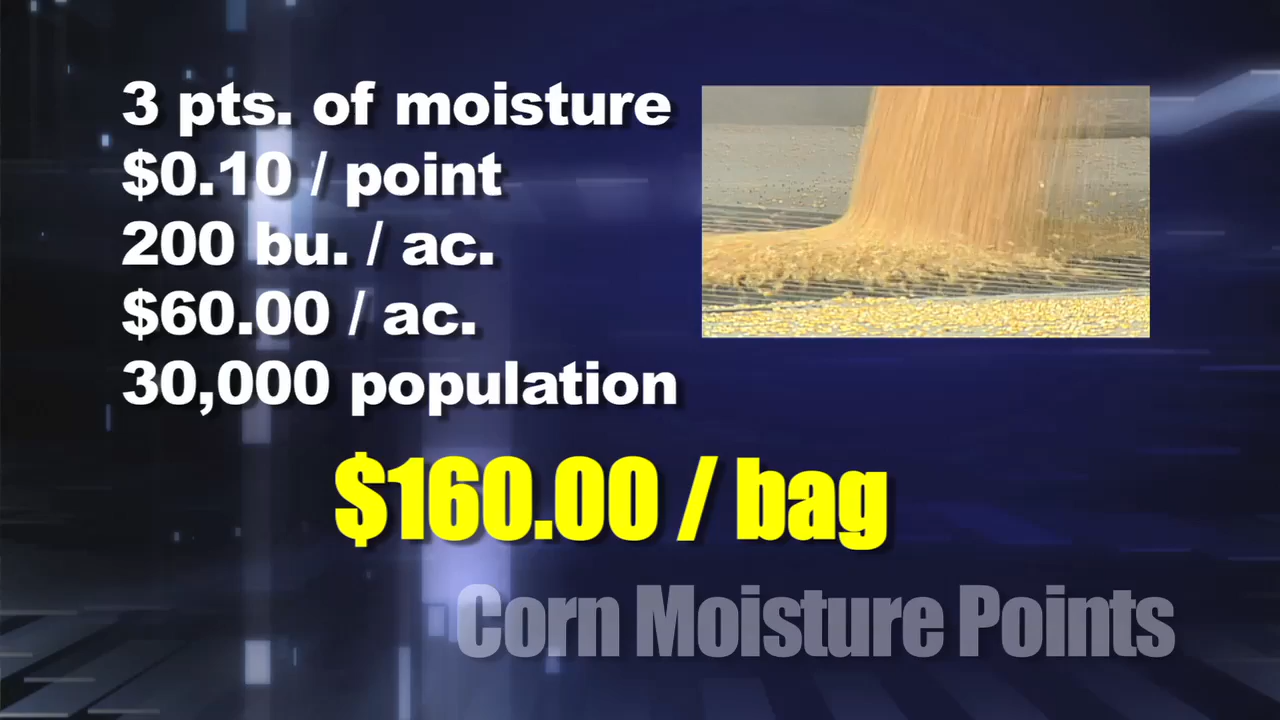 3 pts. of moisture
$0.10 / point
200 bu. / ac.
$60.00 / ac.
30,000 population
$160.00 / bag
Corn Moisture Points